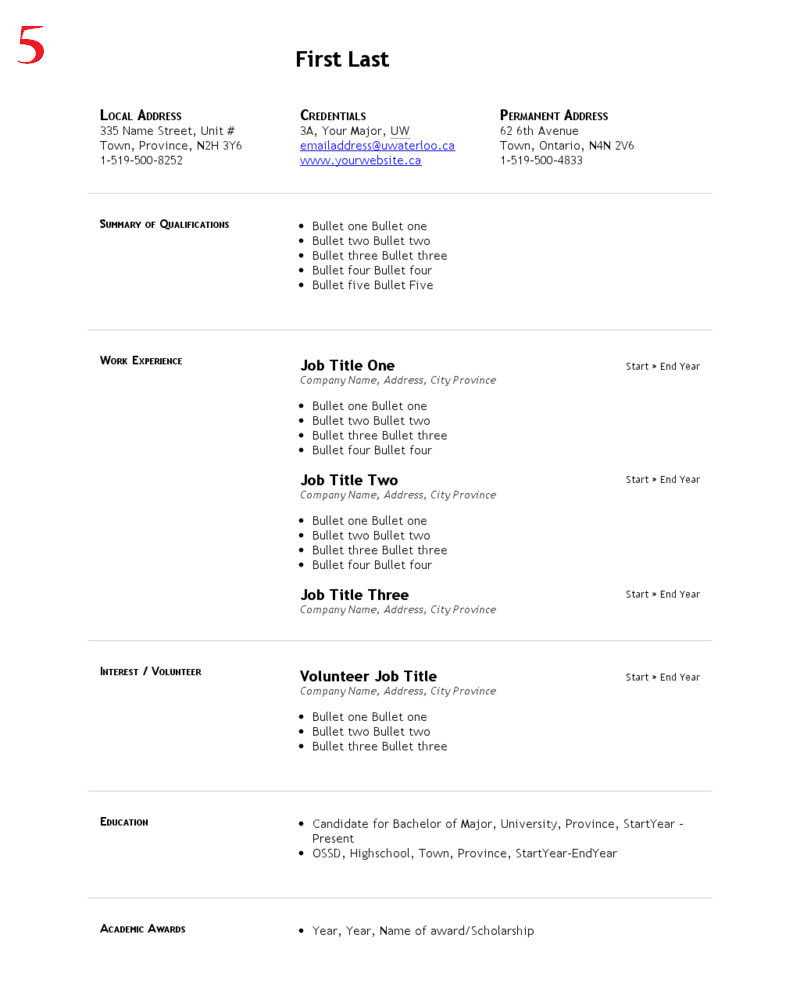 5
First Last
Local Address
335 Name Street, Unit #
Town, Province, N2H 3Y6
1-519-500-8252
Credentials
3A, Your Major, UW
emailaddress@uwaterloo.ca
www.yourwebsite.ca
Permanent Address
62 6th Avenue
Town, Ontario, N4N 2V6
1-519-500-4833
Summary of Qualifications
• Bullet one Bullet one
• Bullet two Bullet two
• Bullet three Bullet three
• Bullet four Bullet four
• Bullet five Bullet Five
Work Experience
Job Title One
Start » End Year
Company Name, Address, City Province
• Bullet one Bullet one
• Bullet two Bullet two
• Bullet three Bullet three
• Bullet four Bullet four
Job Title Two
Start » End Year
Company Name, Address, City Province
• Bullet one Bullet one
• Bullet two Bullet two
• Bullet three Bullet three
• Bullet four Bullet four
Job Title Three
Start » End Year
Company Name, Address, City Province
Interest / Volunteer
Volunteer Job Title
Start » End Year
Company Name, Address, City Province
• Bullet one Bullet one
• Bullet two Bullet two
• Bullet three Bullet three
Education
• Candidate for Bachelor of Major, University, Province, StartYear -
Present
• OSSD, Highschool, Town, Province, StartYear-EndYear
Academic Awards
• Year, Year, Name of award/Scholarship